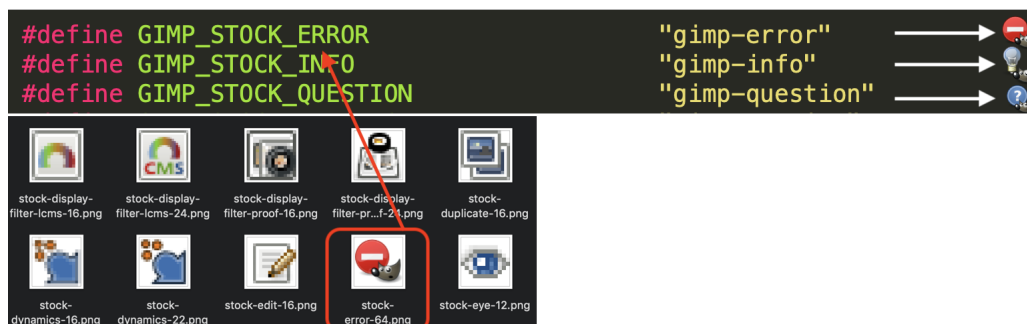 #define GIMP_STOCK_ERROR "gimp-error"
#define GIMP_STOCK_INFO "gimp-info"
#define GIMP_STOCK_QUESTION "gimp-question"
stock-display-
filter-lcms-16.png
stock-display-
filter-lcms-24.png
stock-display-
filter-proof-16.png
stock-display-
filter-pr...f-24.png
stock-
duplicate-16.png
CMS
stock-
dynamics-16.png
stock-
dynamics-22.png
stock-edit-16.png
stock-
error-64.png
stock-eye-12.png